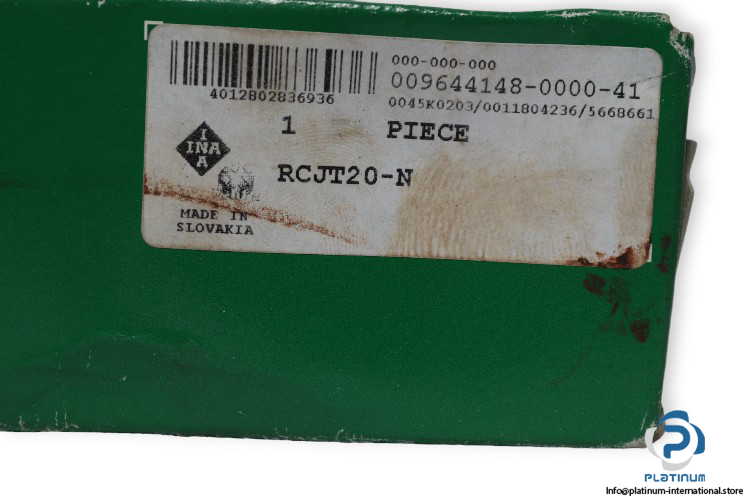 000-000-000
009644148-0000-41
4012802836936
0045K0203/0011804236/5668661
1 PIECE
I
INA
A
RCJT20-N
MADE IN
SLOVAKIA
PLATINUM
Info@platinum-international.store